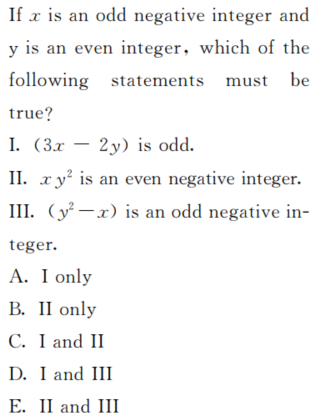 If x is an odd negative integer and
y is an even integer, which of the
following statements must be
true?
I. (3x − 2y) is odd.
II. xy² is an even negative integer.
III. (y²−x) is an odd negative in-
teger.
A. I only
B. II only
C. I and II
D. I and III
E. II and III